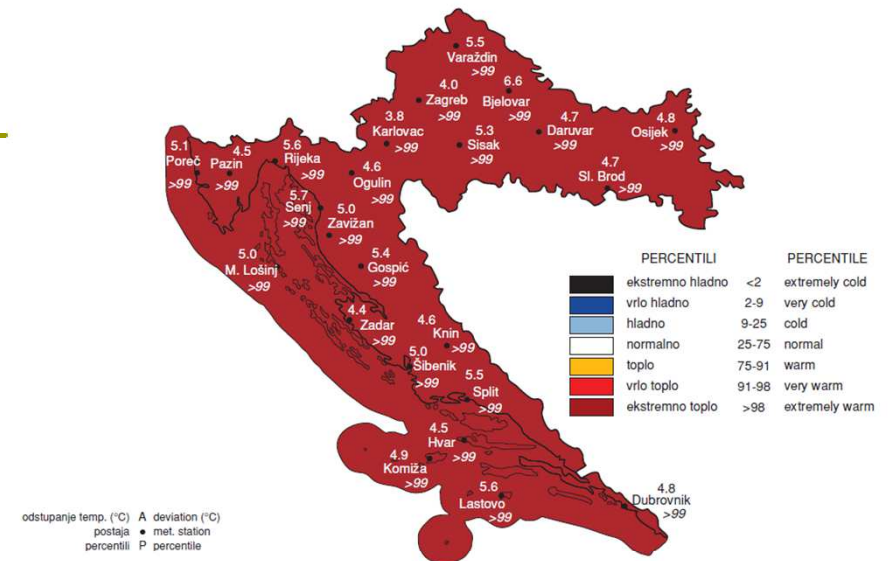 5.5
Varaždin
>99
4.0
Zagreb
>99
6.6
Bjelovar
>99
3.8
Karlovac
>99
5.3
Sisak
>99
4.7
Daruvar
>99
4.8
Osijek
>99
4.7
Sl. Brod
>99
5.1
Poreč
>99
4.5
Pazin
>99
5.6
Rijeka
>99
4.6
Ogulin
>99
5.7
Senj
>99
5.0
Zavižan
>99
5.0
M. Lošinj
>99
5.4
Gospić
>99
4.4
Zadar
>99
4.6
Knin
>99
5.0
Šibenik
>99
5.5
Split
>99
4.5
Hvar
>99
4.9
Komiža
>99
5.6
Lastovo
>99
4.8
Dubrovnik
>99
PERCENTILI PERCENTILE
ekstremno hladno <2 extremely cold
vrlo hladno 2-9 very cold
hladno 9-25 cold
normalno 25-75 normal
toplo 75-91 warm
vrlo toplo 91-98 very warm
ekstremno toplo >98 extremely warm
odstupanje temp. (°C) A deviation (°C)
postaja • met. station
percentili P percentile